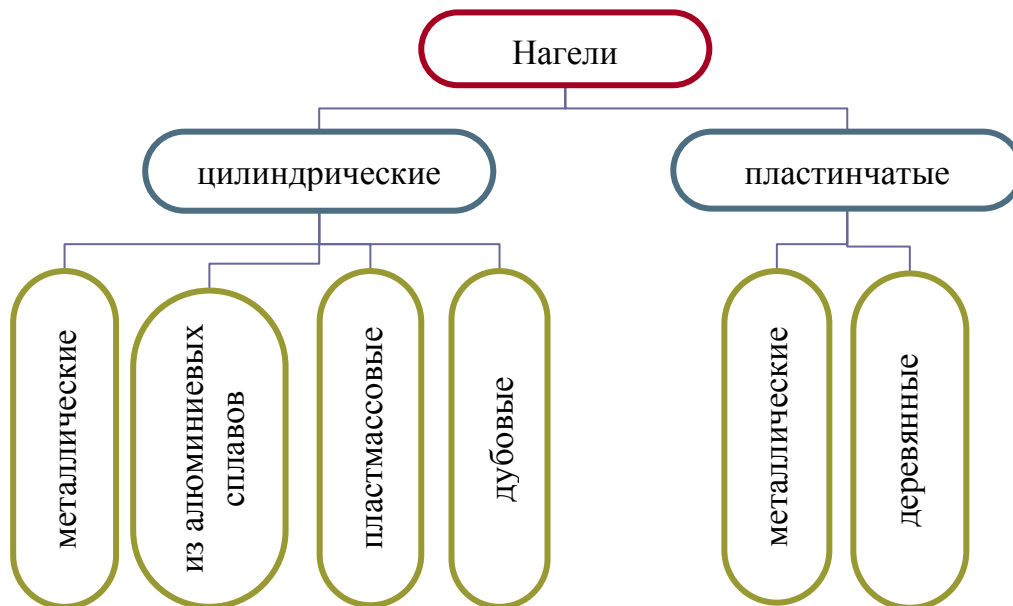 Нагели
цилиндрические
пластинчатые
металлические
из алюминиевых
сплавов
пластмассовые
дубовые
металлические
деревянные